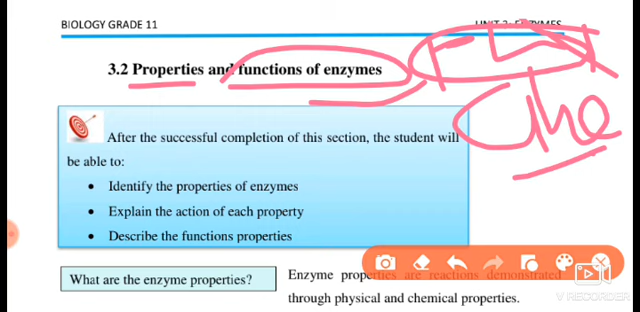 BIOLOGY GRADE 11
3.2 Properties and functions of enzymes
After the successful completion of this section, the student will
be able to:
• Identify the properties of enzymes
• Explain the action of each property
• Describe the functions properties
What are the enzyme properties?
Enzyme properties are reactions demonstrated
through physical and chemical properties.
V RECORDER